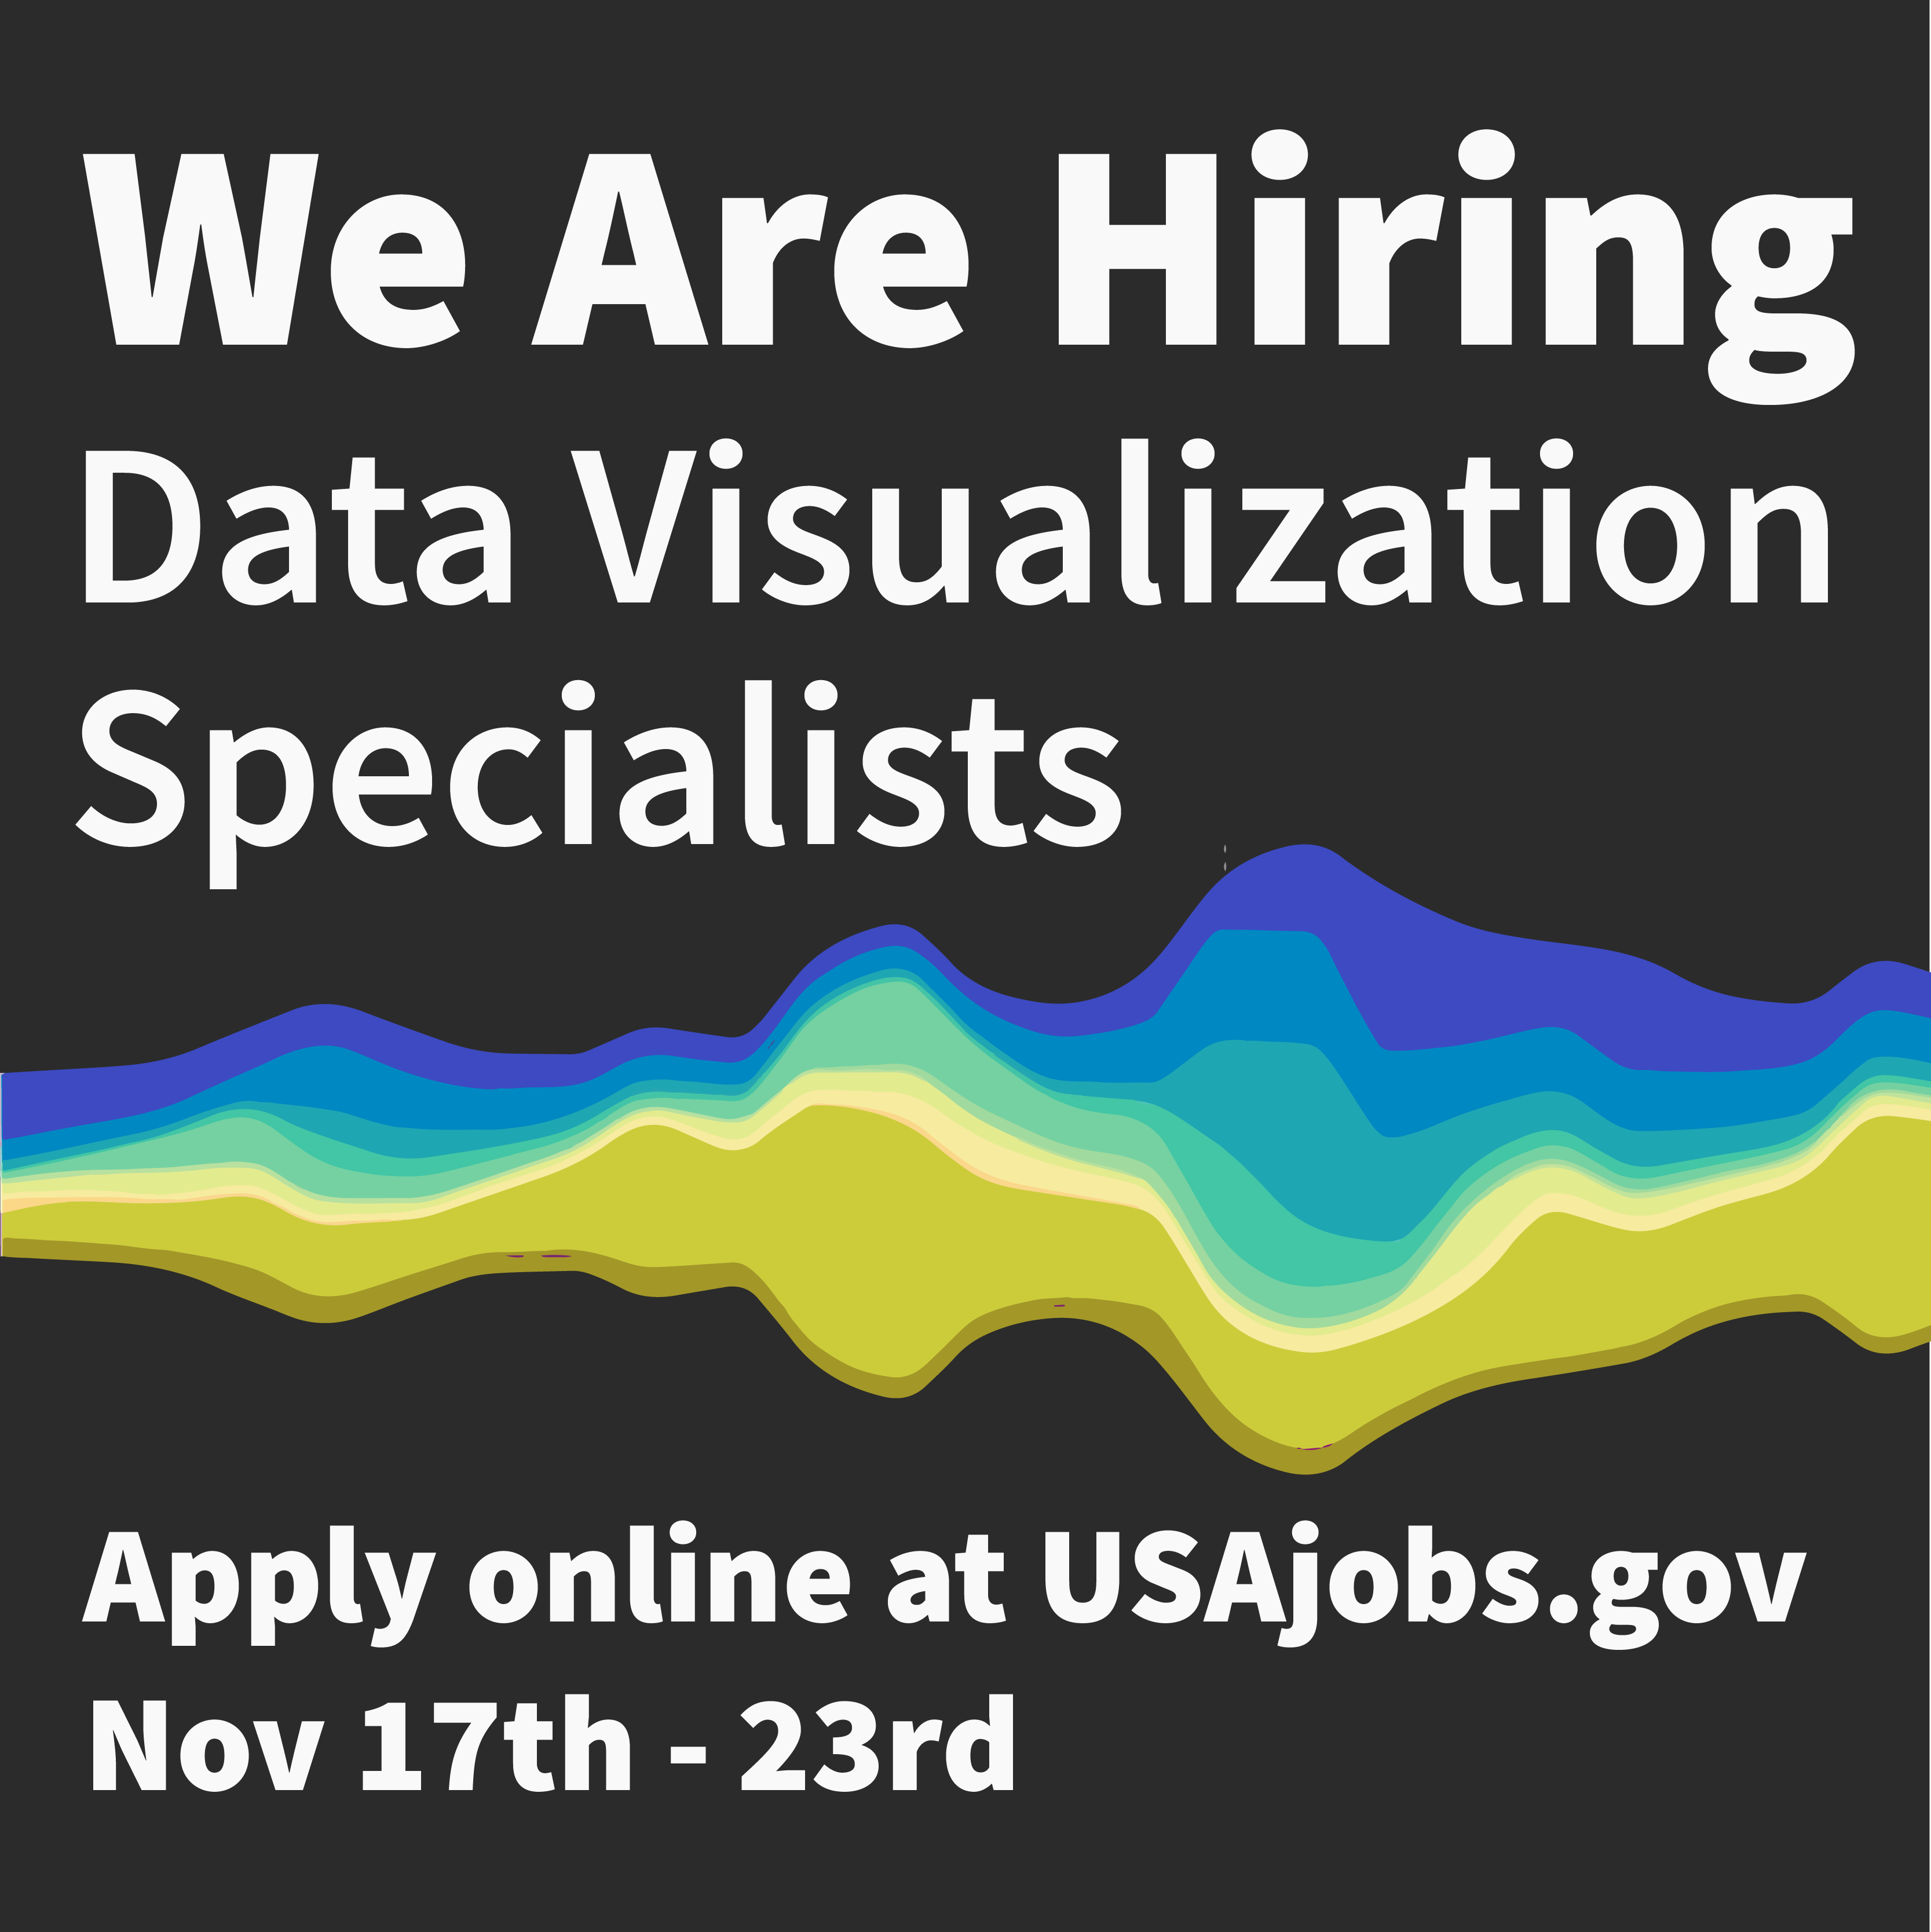 We Are Hiring
Data Visualization
Specialists
Apply online at USAjobs.gov
Nov 17th - 23rd